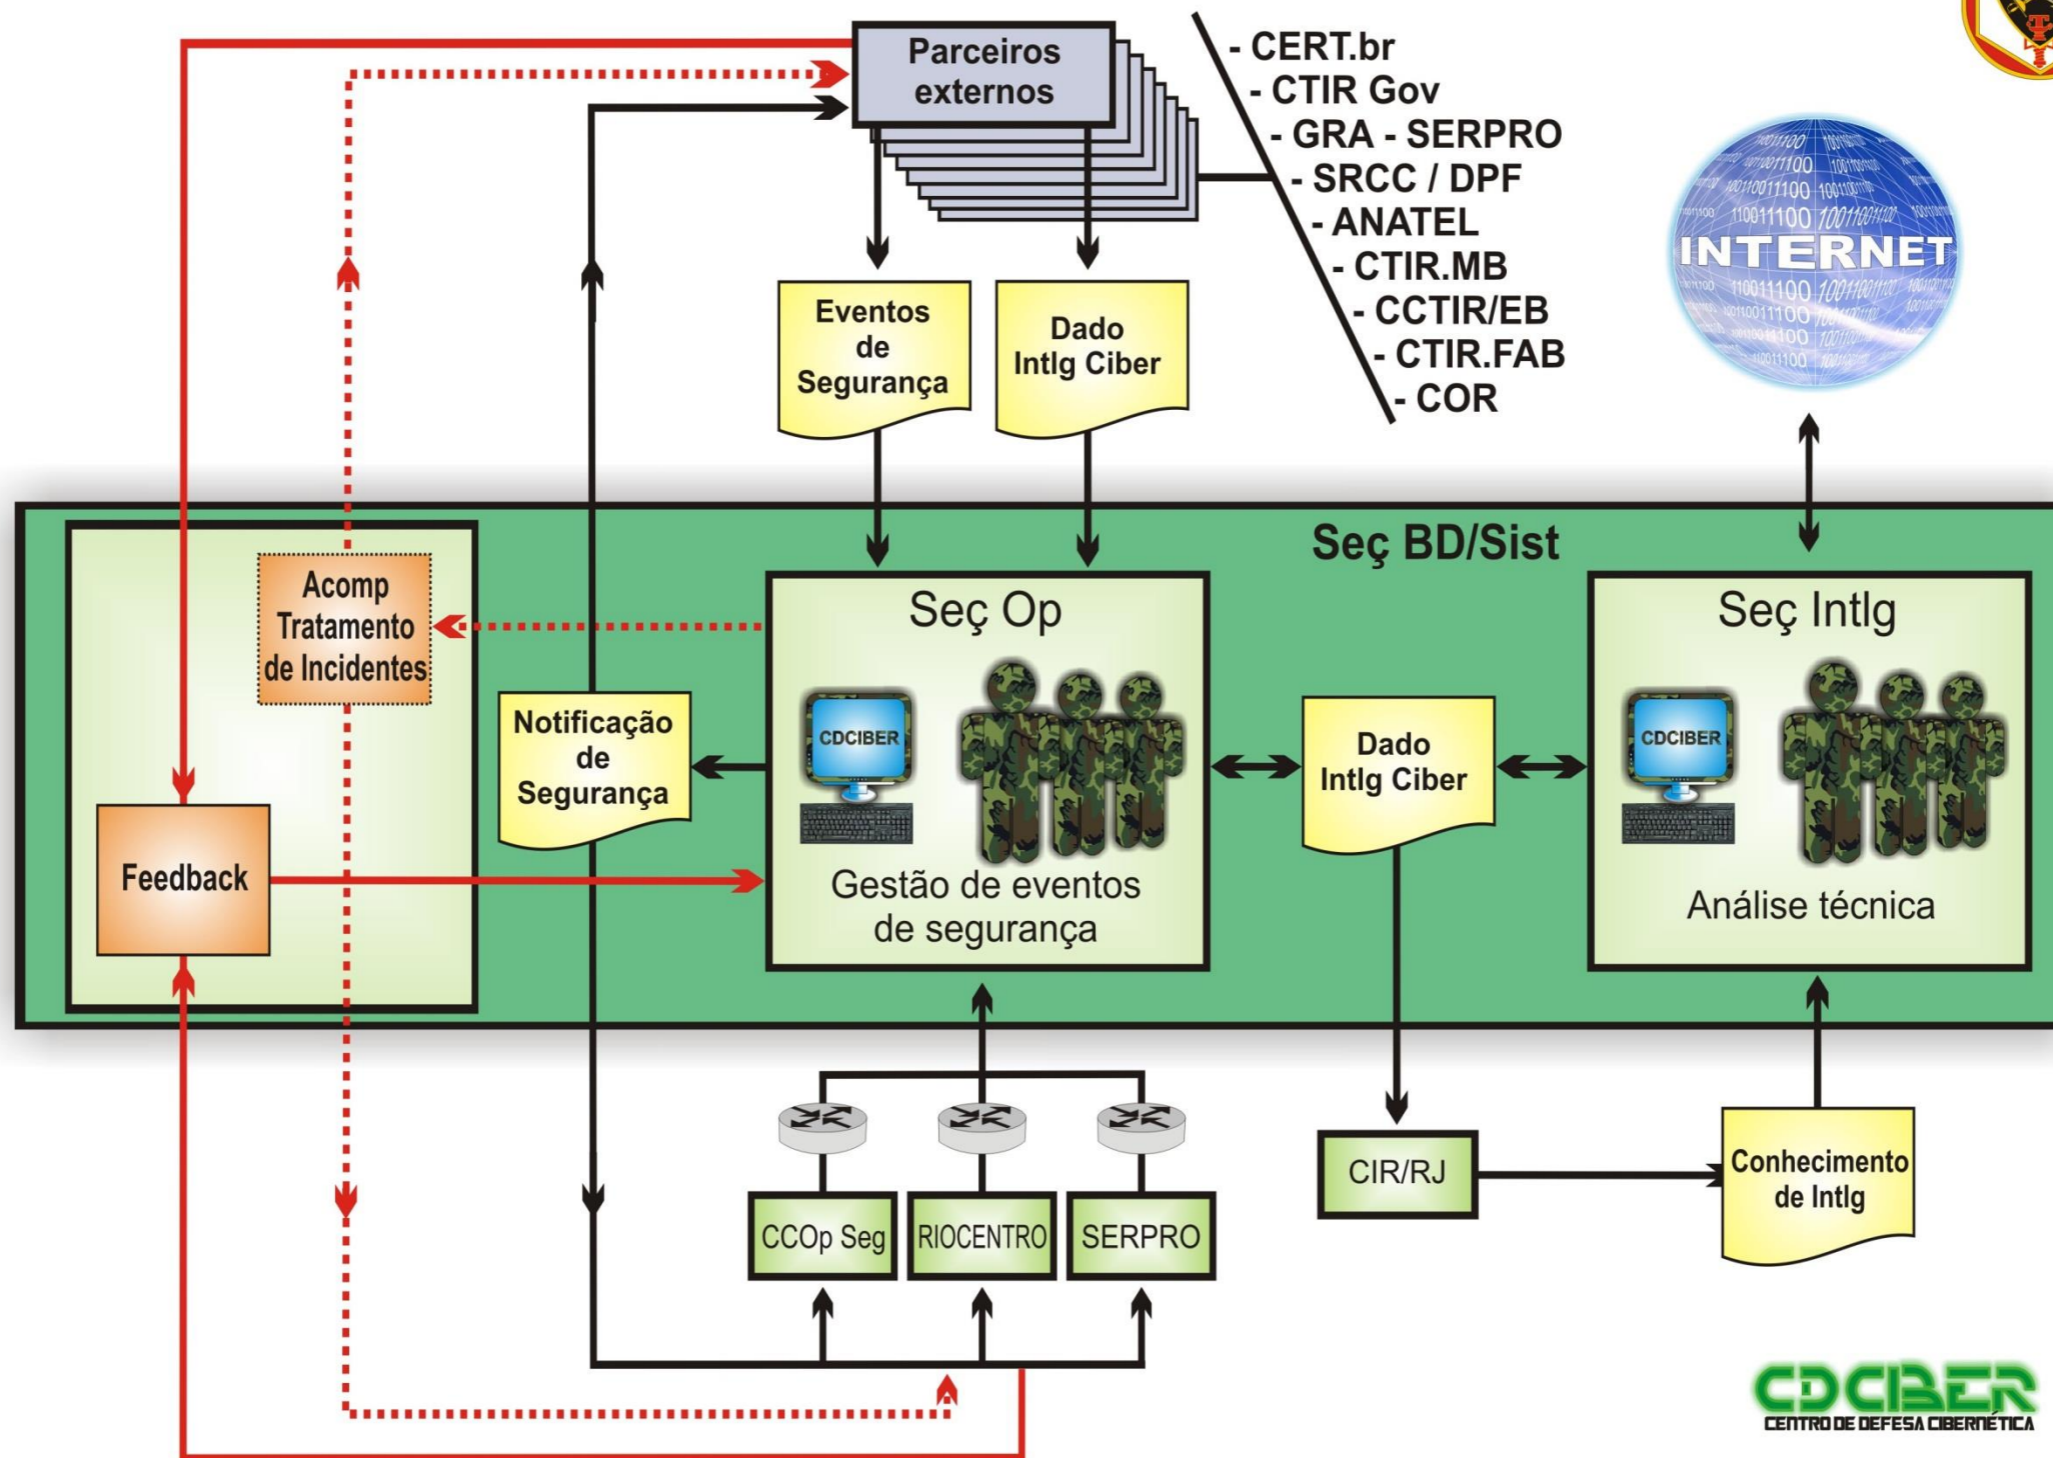 Parceiros
externos
- CERT.br
- CTIR Gov
- GRA - SERPRO
- SRCC / DPF
- ANATEL
- CTIR.MB
- CCTIR/EB
- CTIR.FAB
- COR
INTERNET
Eventos
de
Segurança
Dado
Intlg Ciber
Seç BD/Sist
Acomp
Tratamento
de Incidentes
Seç Op
CDCIBER
Gestão de eventos
de segurança
Seç Intlg
CDCIBER
Análise técnica
Notificação
de
Segurança
Dado
Intlg Ciber
Feedback
CCOp Seg
RIOCENTRO
SERPRO
CIR/RJ
Conhecimento
de Intlg
CDCIBER
CENTRO DE DEFESA CIBERNÉTICA